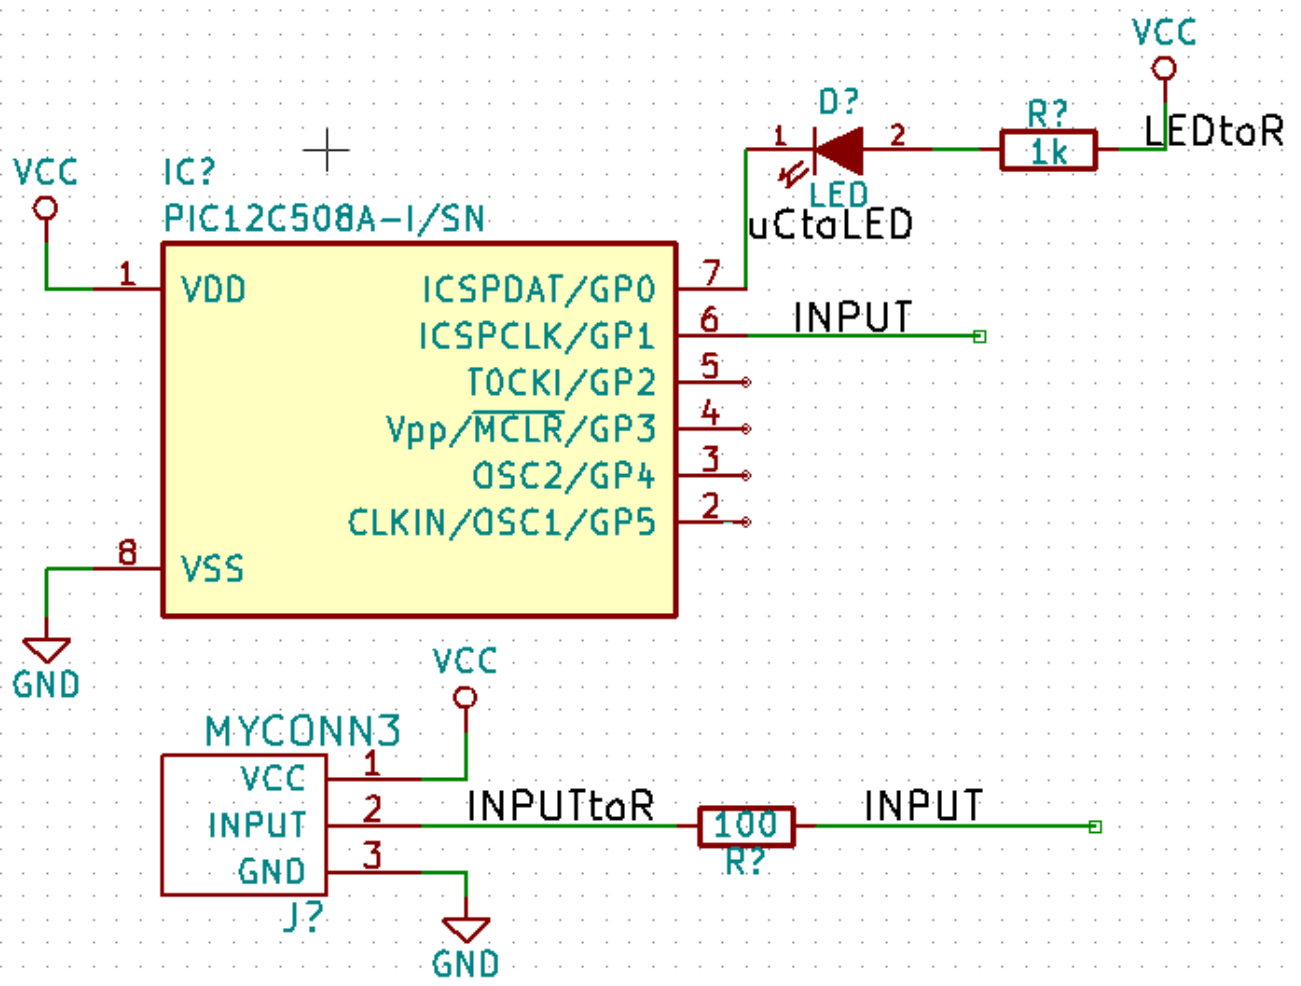 VCC
D?
R?
LEDtoR
1
2
1k
VCC
IC?
LED
PIC12C508A-I/SN
uCtoLED
1
VDD
ICSPDAT/GP0
7
INPUT
ICSPCLK/GP1
6
T0CKI/GP2
5
Vpp/MCLR/GP3
4
OSC2/GP4
3
CLKIN/OSC1/GP5
2
8
VSS
GND
VCC
MYCONN3
VCC
1
INPUT
2
INPUTtoR
100
INPUT
R?
GND
3
J?
GND